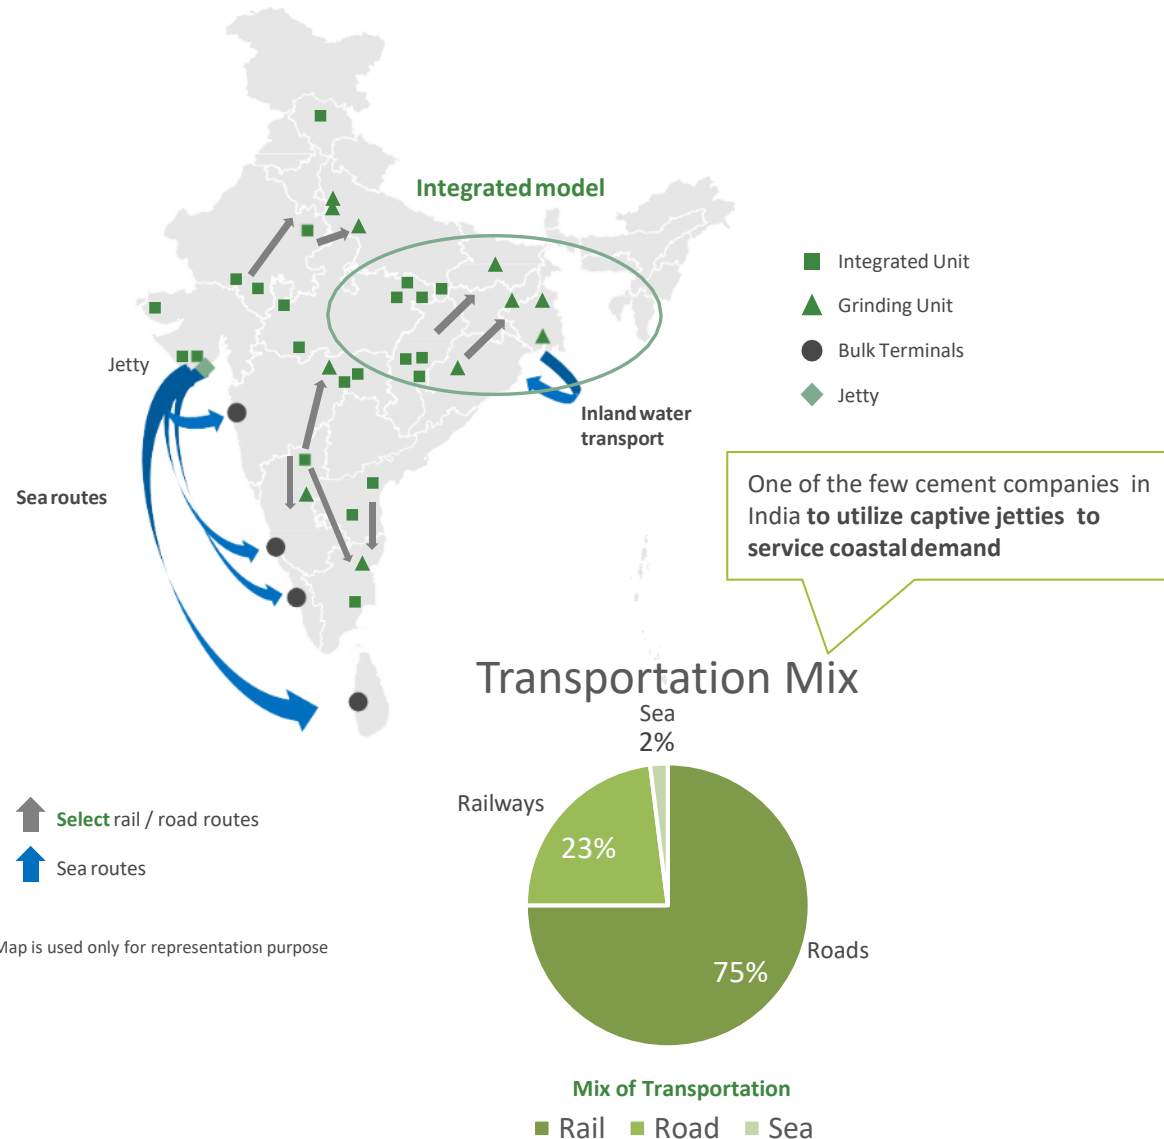 Integrated model
Integrated Unit
Grinding Unit
Bulk Terminals
Jetty
Jetty
Inland water
transport
Sea routes
One of the few cement companies in
India to utilize captive jetties to
service coastal demand
Transportation Mix
Sea
2%
Railways
23%
Roads
75%
Select rail / road routes
Sea routes
Map is used only for representation purpose
Mix of Transportation
Rail Road Sea